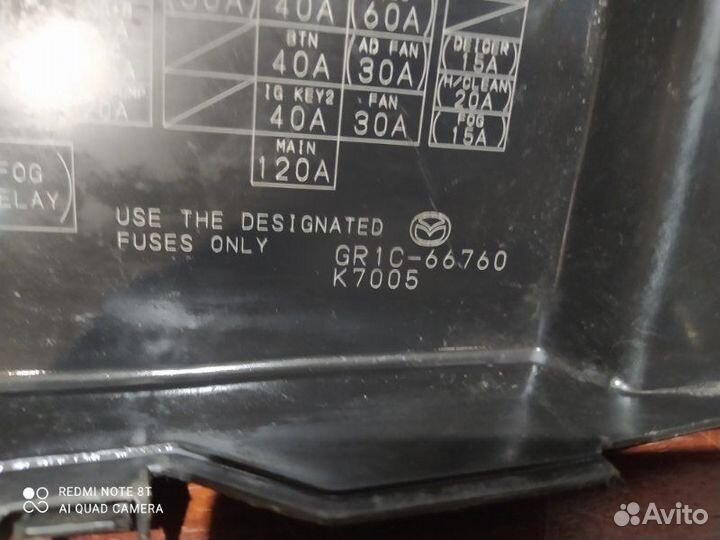 40A
60A
BTN
40A
(AD FAN)
30A
(DEICER)
15A
(H/CLEAN)
20A
IG KEY2
40A
FAN
30A
(FOG)
15A
MAIN
120A
FOG
ELAY)
USE THE DESIGNATED
FUSES ONLY
GR1C-66760
K7005
REDMI NOTE 8T
AI QUAD CAMERA
Avito